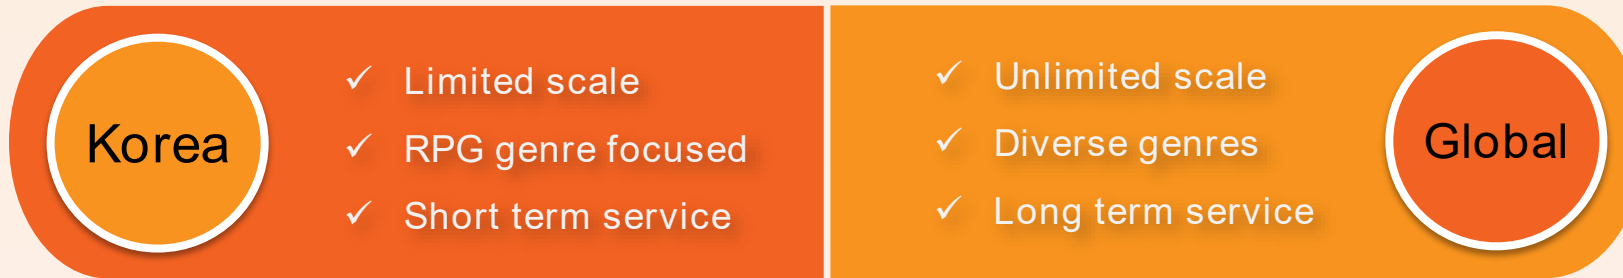 Korea
✓ Limited scale
✓ RPG genre focused
✓ Short term service
✓ Unlimited scale
✓ Diverse genres
✓ Long term service
Global